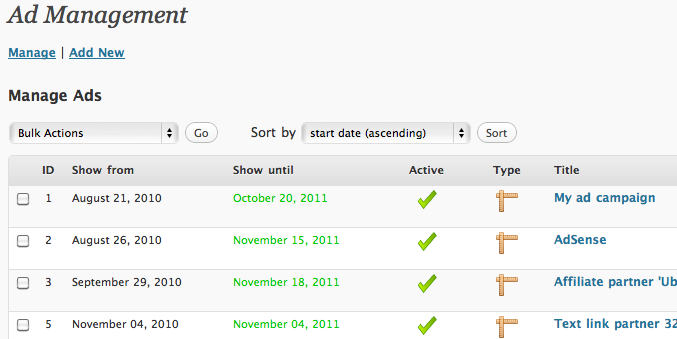 Ad Management
Manage | Add New
Manage Ads
Bulk Actions Go Sort by start date (ascending) Sort
ID Show from Show until Active Type Title
1 August 21, 2010 October 20, 2011 My ad campaign
2 August 26, 2010 November 15, 2011 AdSense
3 September 29, 2010 November 18, 2011 Affiliate partner 'Ub
5 November 04, 2010 November 04, 2011 Text link partner 32